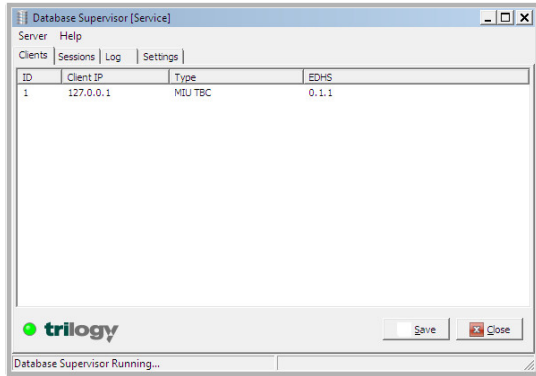 Database Supervisor [Service]
Server Help
Clients Sessions Log Settings
ID Client IP Type EDHS
1 127.0.0.1 MIU TBC 0.1.1
trilogy
Save Close
Database Supervisor Running...